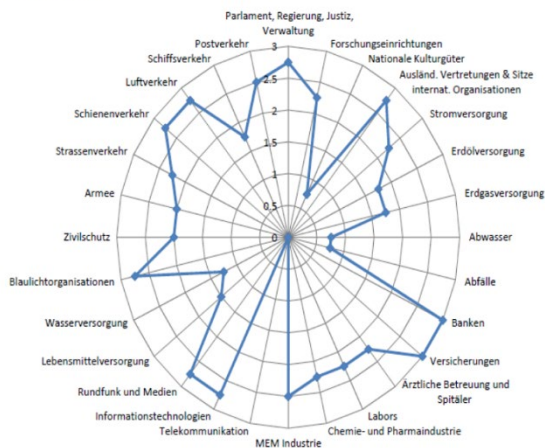 Parlament, Regierung, Justiz,
Verwaltung
Forschungseinrichtungen
Nationale Kulturgüter
Ausländ. Vertretungen & Sitze
internat. Organisationen
Stromversorgung
Erdölversorgung
Erdgasversorgung
Abwasser
Abfälle
Banken
Versicherungen
Ärztliche Betreuung und
Spitäler
Labors
Chemie- und Pharmaindustrie
MEM Industrie
Telekommunikation
Informationstechnologien
Rundfunk und Medien
Lebensmittelversorgung
Wasserversorgung
Blaulichtorganisationen
Zivilschutz
Armee
Strassenverkehr
Schienenverkehr
Luftverkehr
Schiffsverkehr
Postverkehr
3
2.5
2
1.5
1
0.5
0